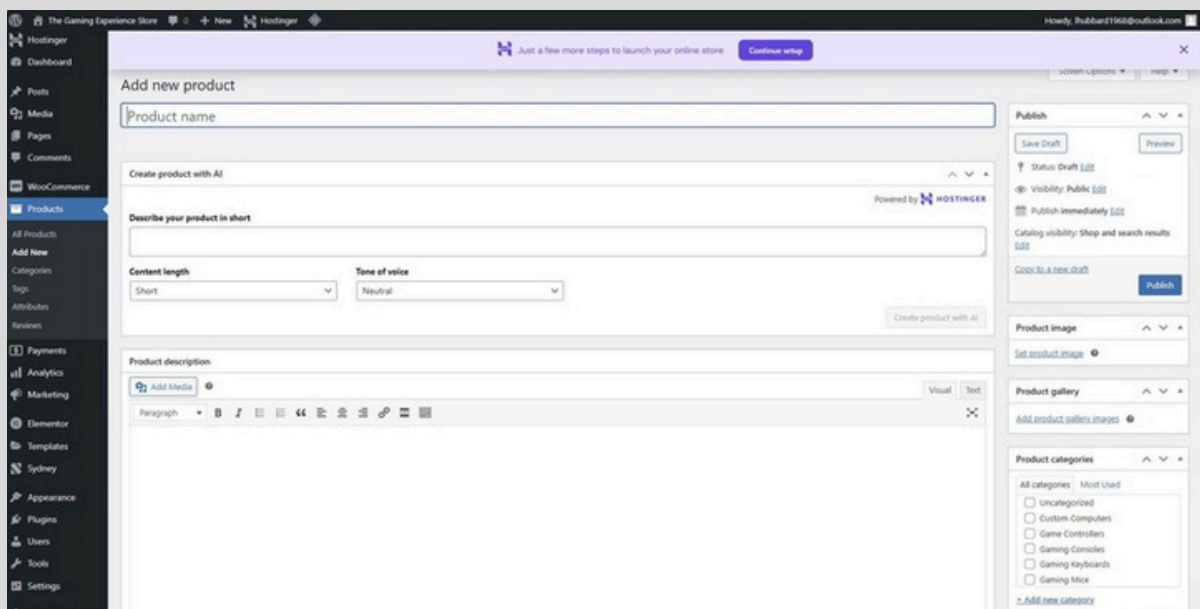 The Gaming Experience Store 0 + New Hostinger
Howdy, lhubbard1968@outlook.com
Hostinger
Dashboard
Posts
Media
Pages
Comments
WooCommerce
Products
All Products
Add New
Categories
Tags
Attributes
Reviews
Payments
Analytics
Marketing
Elementor
Templates
Sydney
Appearance
Plugins
Users
Tools
Settings
Just a few more steps to launch your online store Continue setup
Screen Options Help
Add new product
Product name
Create product with AI
Powered by HOSTINGER
Describe your product in short
Content length Tone of voice
Short Neutral
Create product with AI
Product description
Add Media
Visual Text
Paragraph B I
Publish
Save Draft Preview
Status: Draft Edit
Visibility: Public Edit
Publish immediately Edit
Catalog visibility: Shop and search results
Edit
Copy to a new draft
Publish
Product image
Set product image
Product gallery
Add product gallery images
Product categories
All categories Most Used
Uncategorized
Custom Computers
Game Controllers
Gaming Consoles
Gaming Keyboards
Gaming Mice
+ Add new category